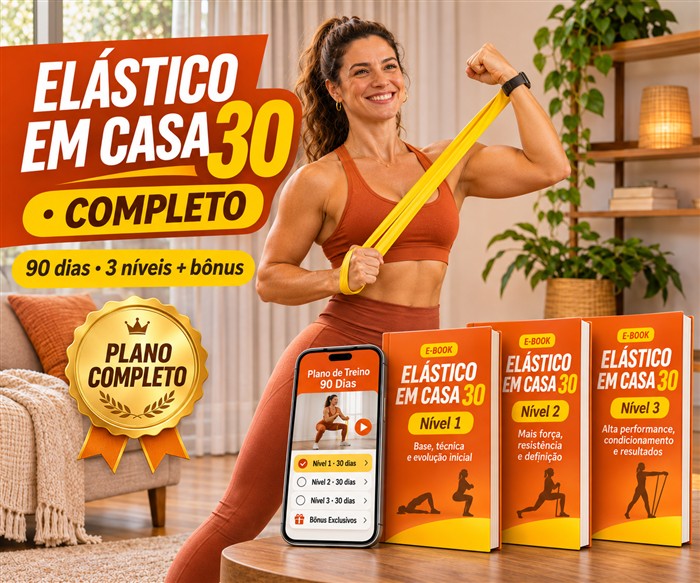 ELÁSTICO
EM CASA 30
• COMPLETO
90 dias • 3 níveis + bônus
PLANO
COMPLETO
Plano de Treino
90 Dias
Nível 1 - 30 dias
Nível 2 - 30 dias
Nível 3 - 30 dias
Bônus Exclusivos
E-BOOK
ELÁSTICO
EM CASA 30
Nível 1
Base, técnica
e evolução inicial
E-BOOK
ELÁSTICO
EM CASA 30
Nível 2
Mais força,
resistência
e definição
E-BOOK
ELÁSTICO
EM CASA 30
Nível 3
Alta performance,
condicionamento
e resultados